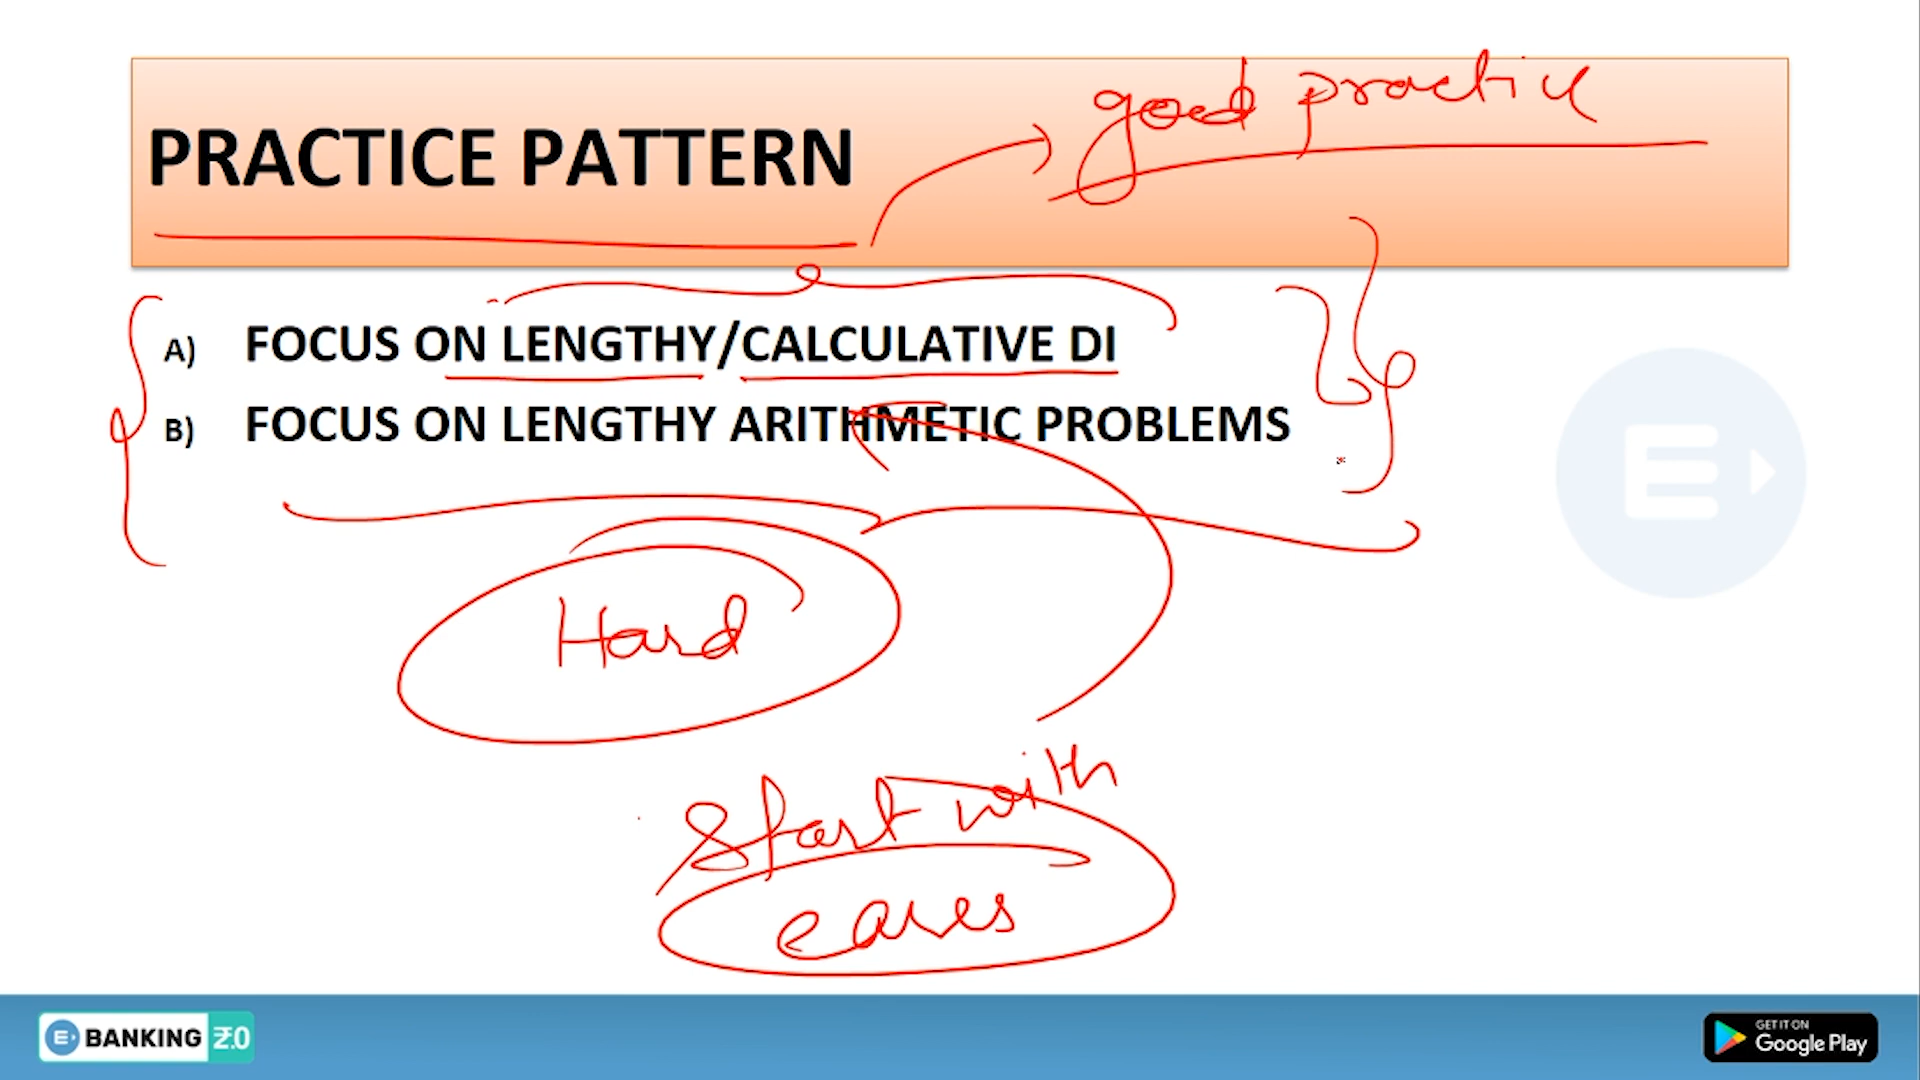 good practice
PRACTICE PATTERN
A) FOCUS ON LENGTHY/CALCULATIVE DI
B) FOCUS ON LENGTHY ARITHMETIC PROBLEMS
Hard
Start with
E BANKING ₹2.0
GET IT ON
Google Play